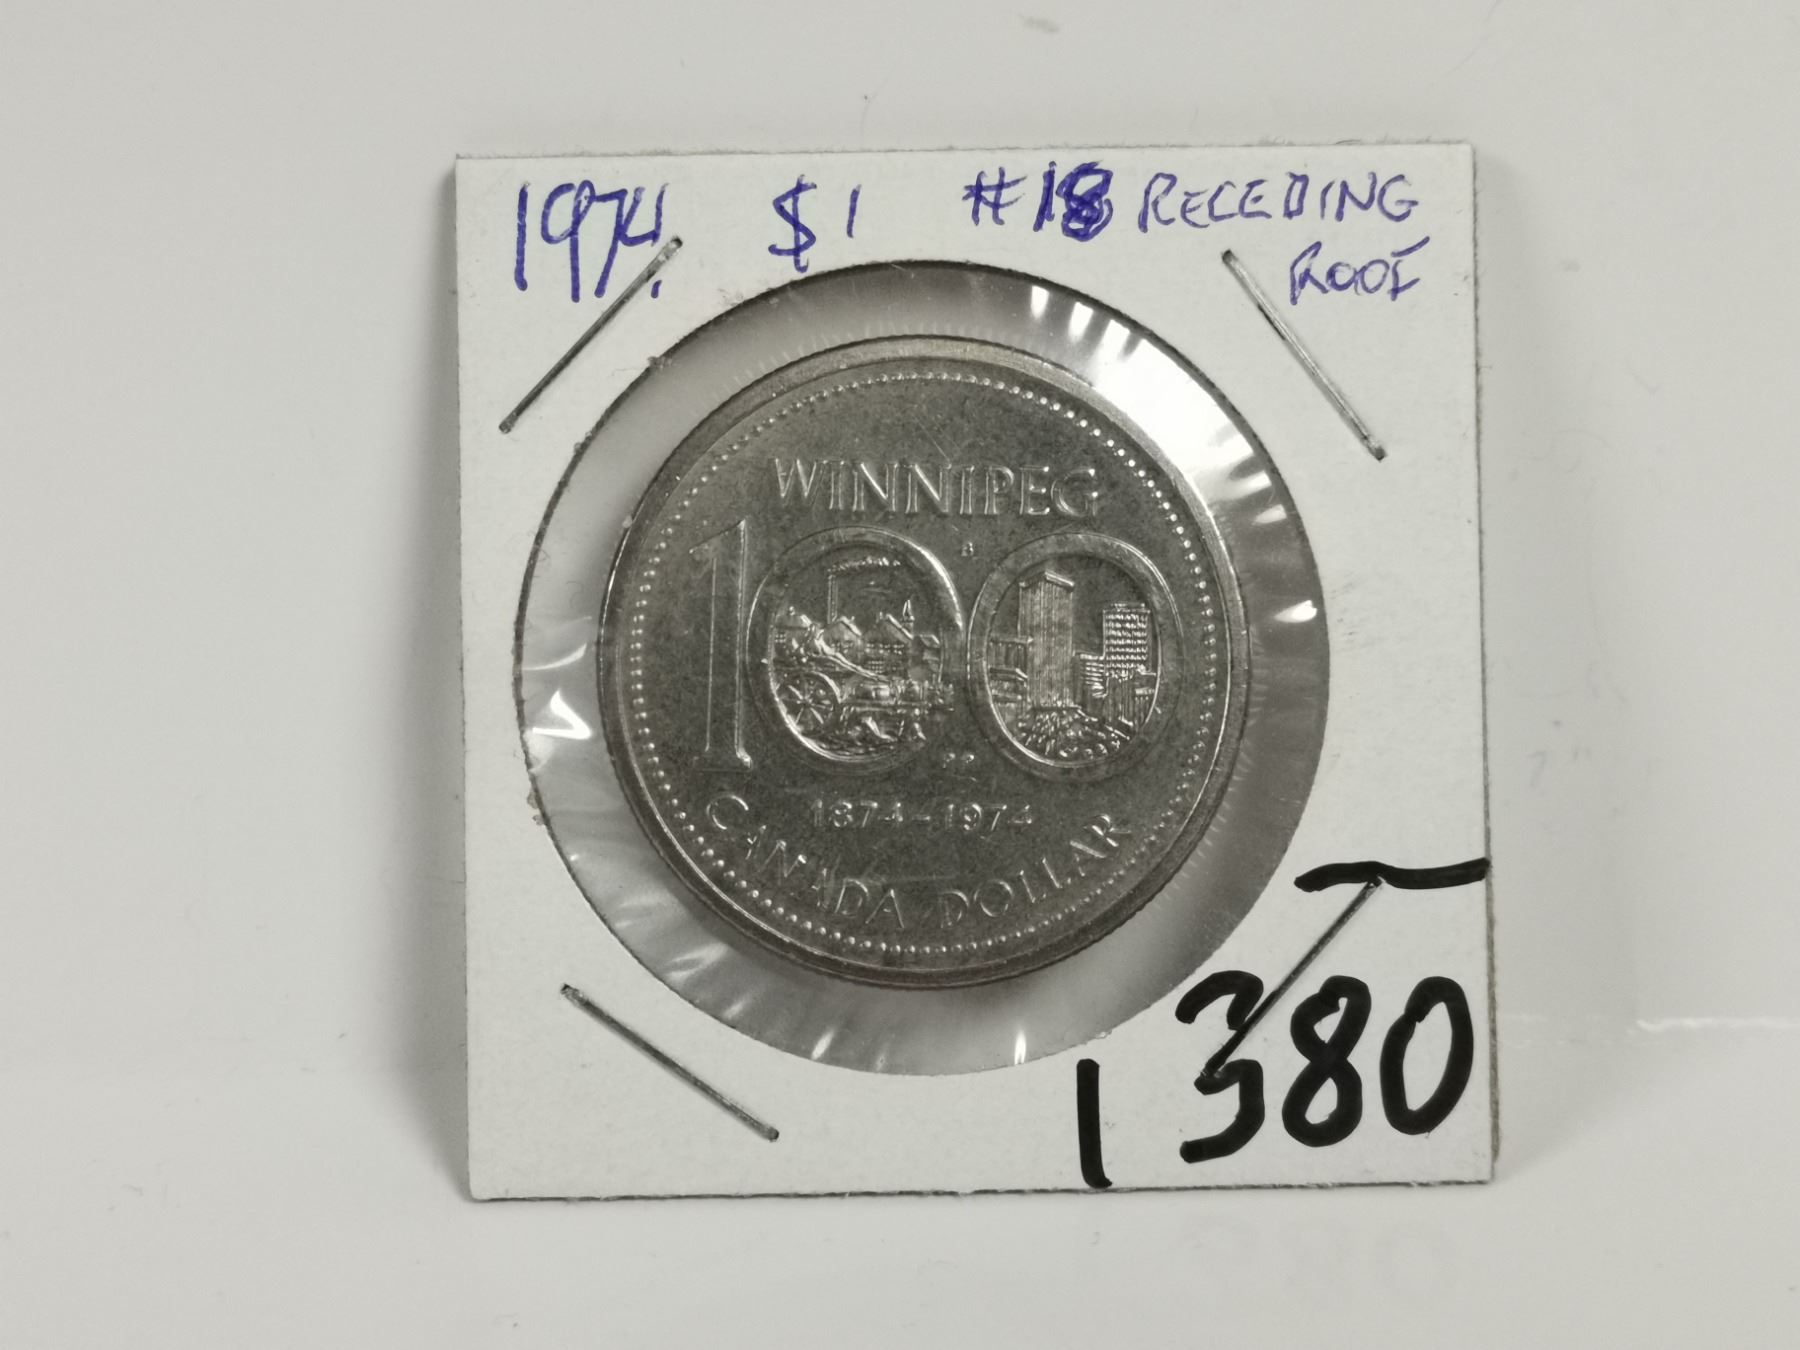 1974. $1 #18 RECEDING
ROOF
WINNIPEG
B
100
1874-1974
CANADA DOLLAR
1380